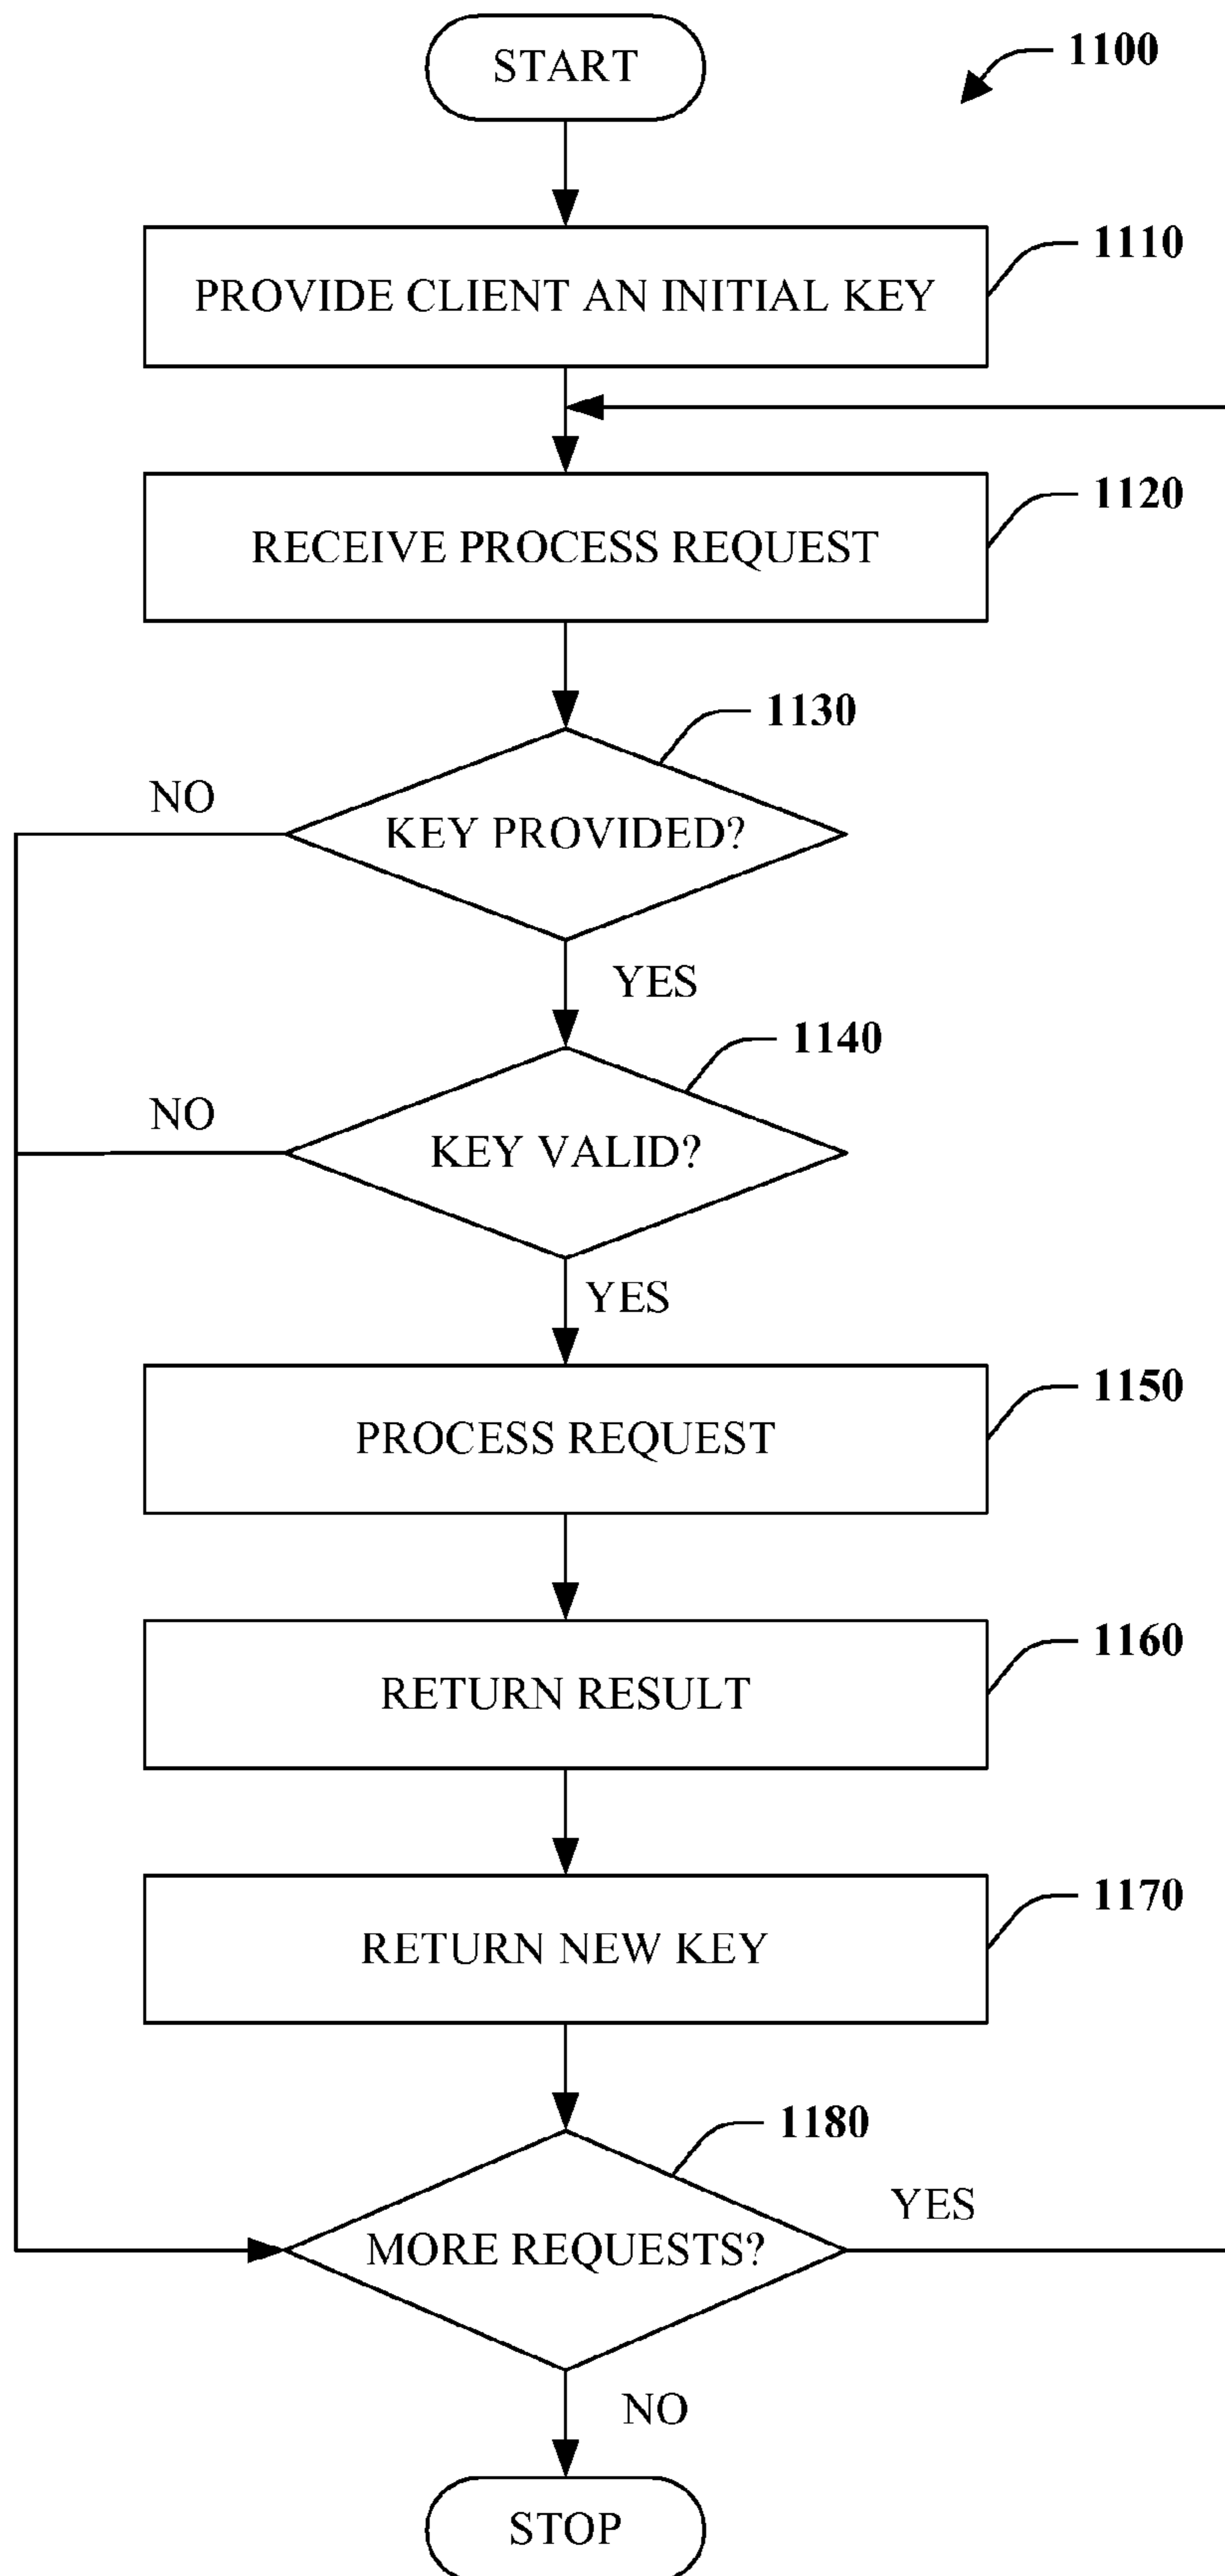 START
1100
PROVIDE CLIENT AN INITIAL KEY
1110
RECEIVE PROCESS REQUEST
1120
1130
NO
KEY PROVIDED?
YES
1140
NO
KEY VALID?
YES
PROCESS REQUEST
1150
RETURN RESULT
1160
RETURN NEW KEY
1170
1180
YES
MORE REQUESTS?
NO
STOP